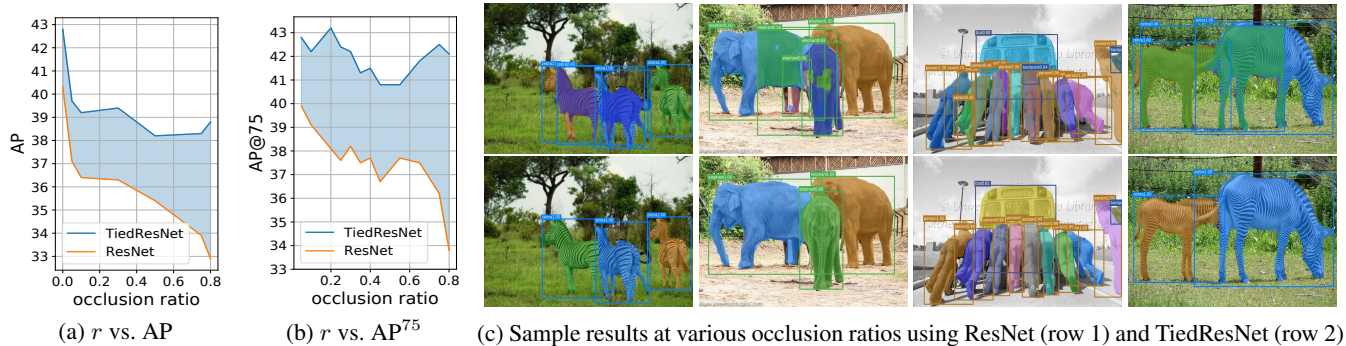 43
42
41
40
39
38
37
36
35
34
33
AP
TiedResNet
ResNet
0.0 0.2 0.4 0.6 0.8
occlusion ratio
(a) r vs. AP
43
42
41
40
39
38
37
36
35
34
33
AP@75
TiedResNet
ResNet
0.2 0.4 0.6 0.8
occlusion ratio
(b) r vs. AP⁷⁵
(c) Sample results at various occlusion ratios using ResNet (row 1) and TiedResNet (row 2)